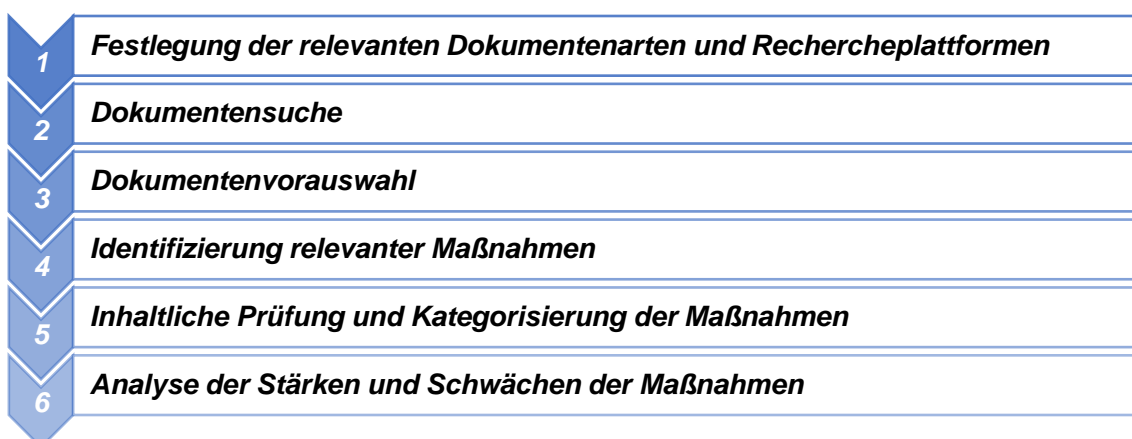 1 Festlegung der relevanten Dokumentenarten und Rechercheplattformen
2 Dokumentensuche
3 Dokumentenvorauswahl
4 Identifizierung relevanter Maßnahmen
5 Inhaltliche Prüfung und Kategorisierung der Maßnahmen
6 Analyse der Stärken und Schwächen der Maßnahmen